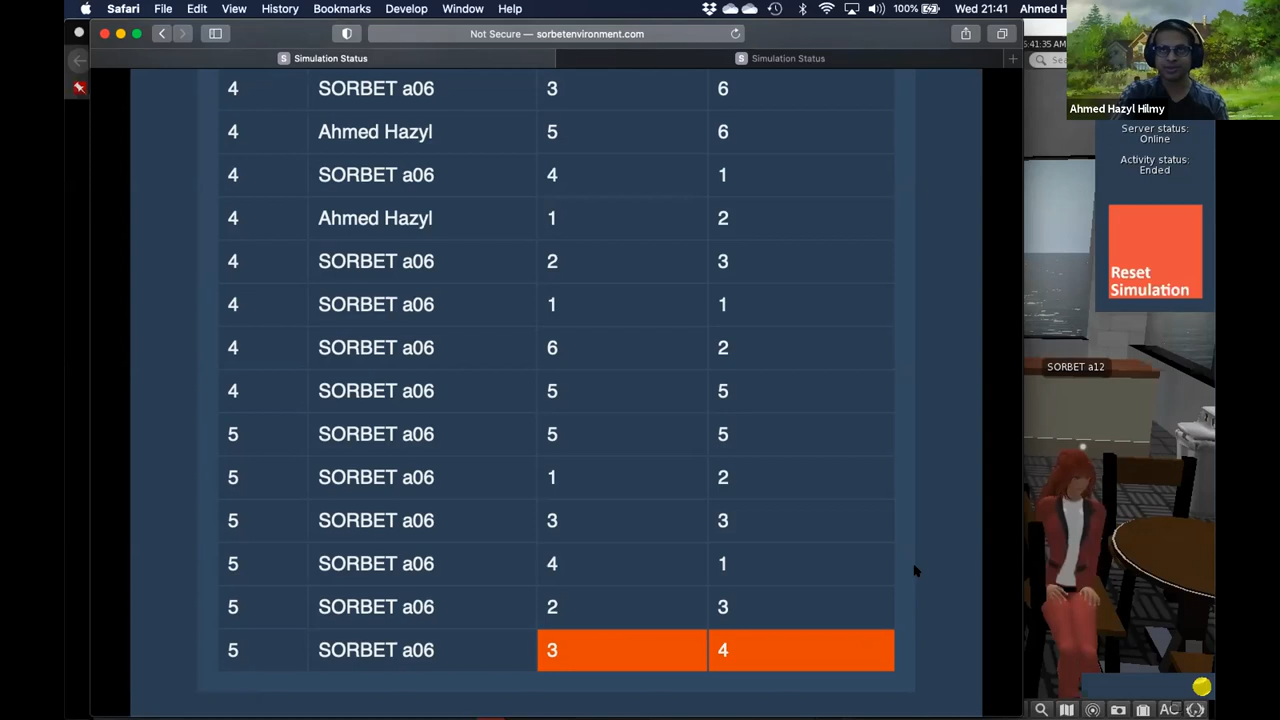 Safari File Edit View History Bookmarks Develop Window Help 100% Wed 21:41 Ahmed H
Not Secure — sorbetenvironment.com
S Simulation Status
S Simulation Status
4 SORBET a06 3 6
4 Ahmed Hazyl 5 6
4 SORBET a06 4 1
4 Ahmed Hazyl 1 2
4 SORBET a06 2 3
4 SORBET a06 1 1
4 SORBET a06 6 2
4 SORBET a06 5 5
5 SORBET a06 5 5
5 SORBET a06 1 2
5 SORBET a06 3 3
5 SORBET a06 4 1
5 SORBET a06 2 3
5 SORBET a06 3 4
:41:35 AM
Ahmed Hazyl Hilmy
Server status:
Online
Activity status:
Ended
Reset
Simulation
SORBET a12